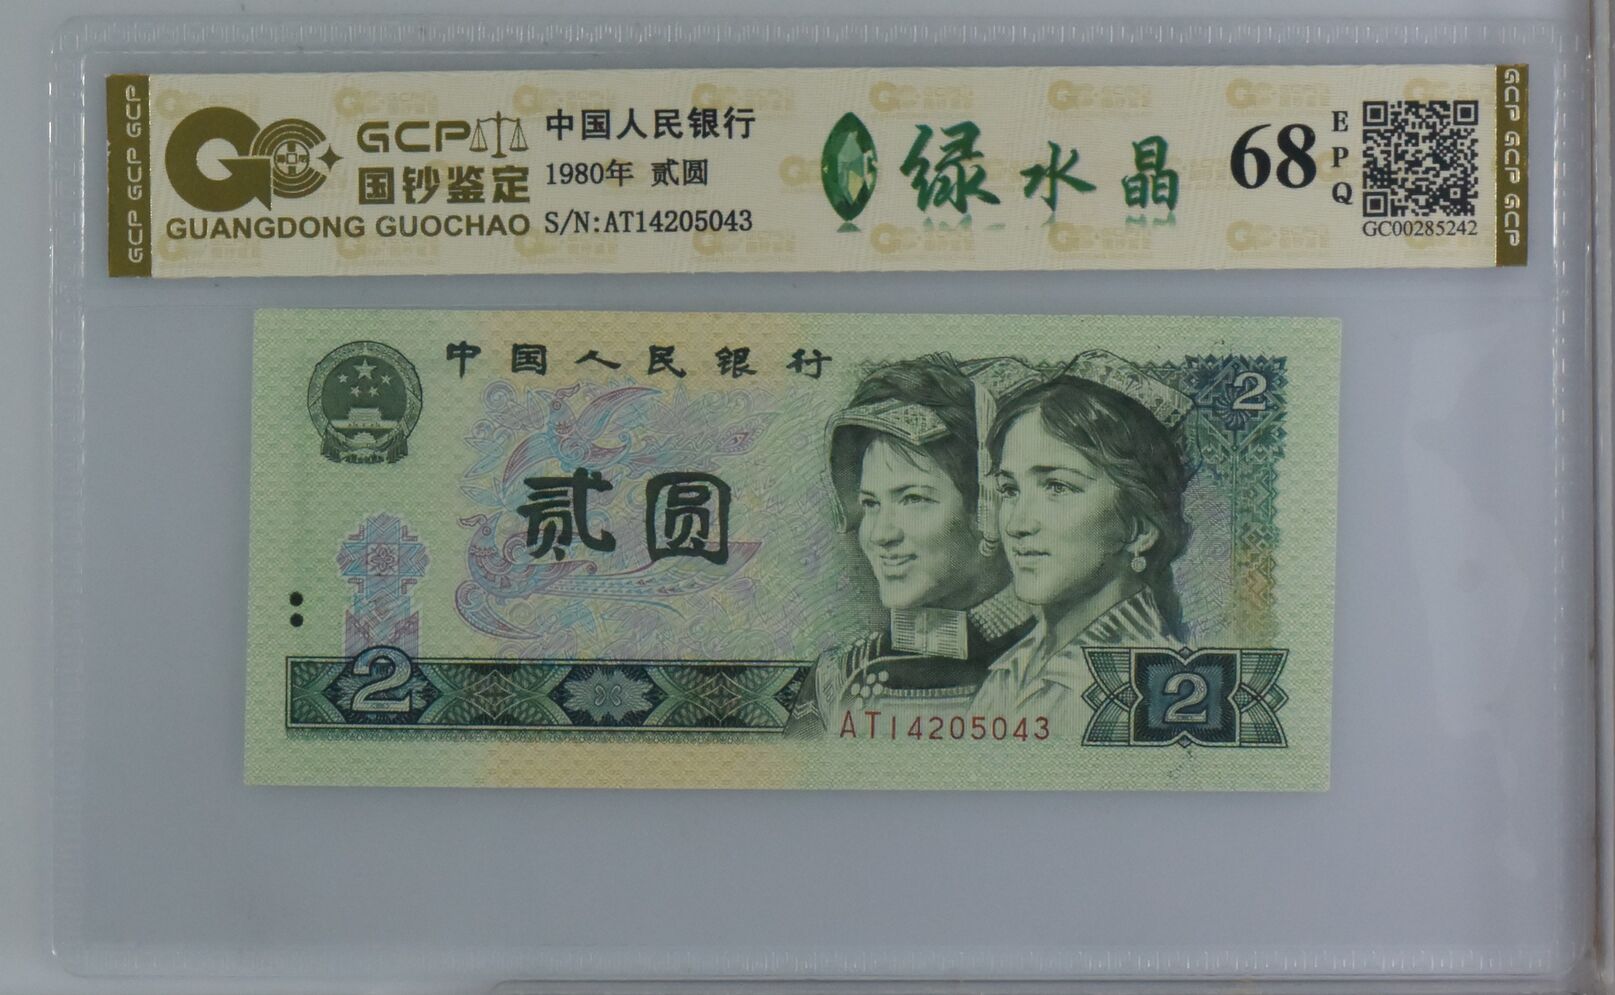 GCP GCP GCP
GCP
国钞鉴定
GUANGDONG GUOCHAO
中国人民银行
1980年 贰圆
S/N:AT14205043
绿水晶
68
EPQ
GC00285242
GCP GCP GCP
中国人民银行
2
贰圆
2
AT14205043
2